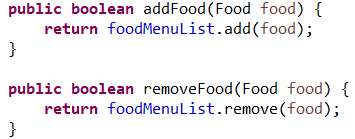 public boolean addFood(Food food) {
    return foodMenuList.add(food);
}

public boolean removeFood(Food food) {
    return foodMenuList.remove(food);
}